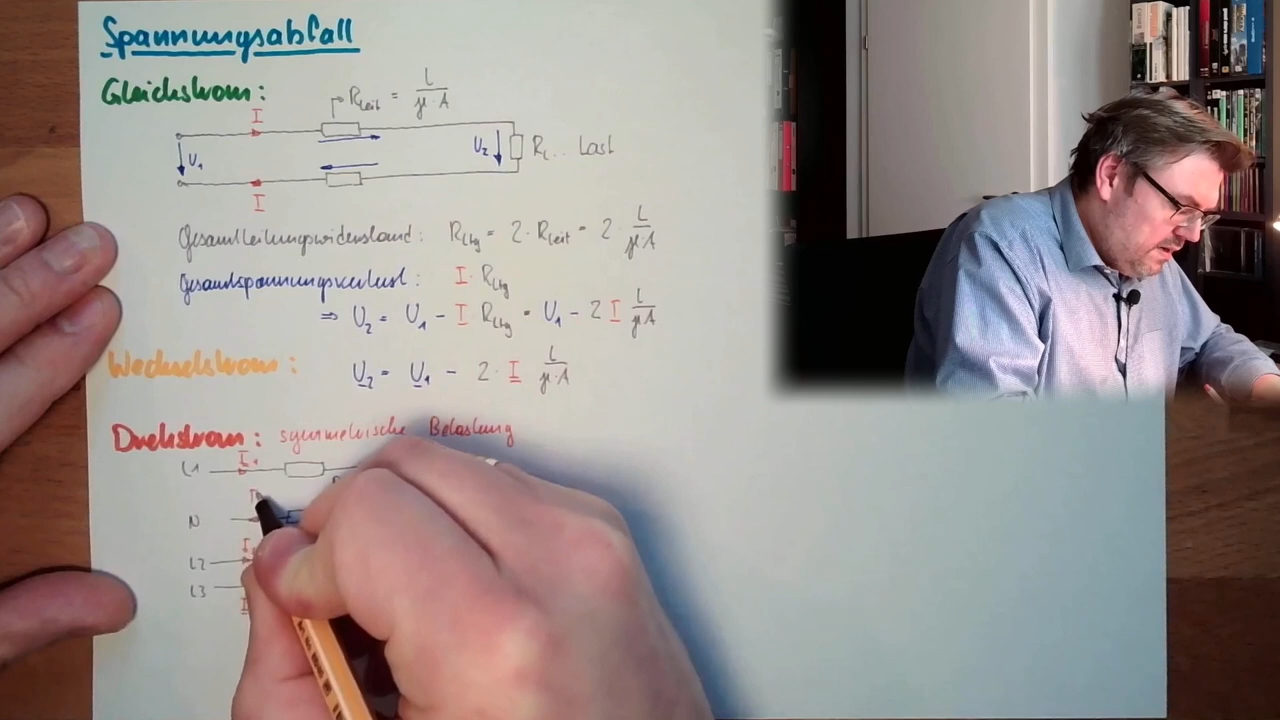 Spannungsabfall
Gleichstrom:
R_Leit = l / (ϰ · A)
I
U₁
U₂
R_L .. Last
I
Gesamtleitungswiderstand: R_Ltg = 2 · R_Leit = 2 · l / (ϰ · A)
Gesamtspannungsverlust: I · R_Ltg
⇒ U₂ = U₁ - I R_Ltg = U₁ - 2 I l / (ϰ · A)
Wechselstrom: U₂ = U₁ - 2 · I l / (ϰ · A)
Drehstrom: symmetrische Belastung
L1 I₁
N
L2
L3
I